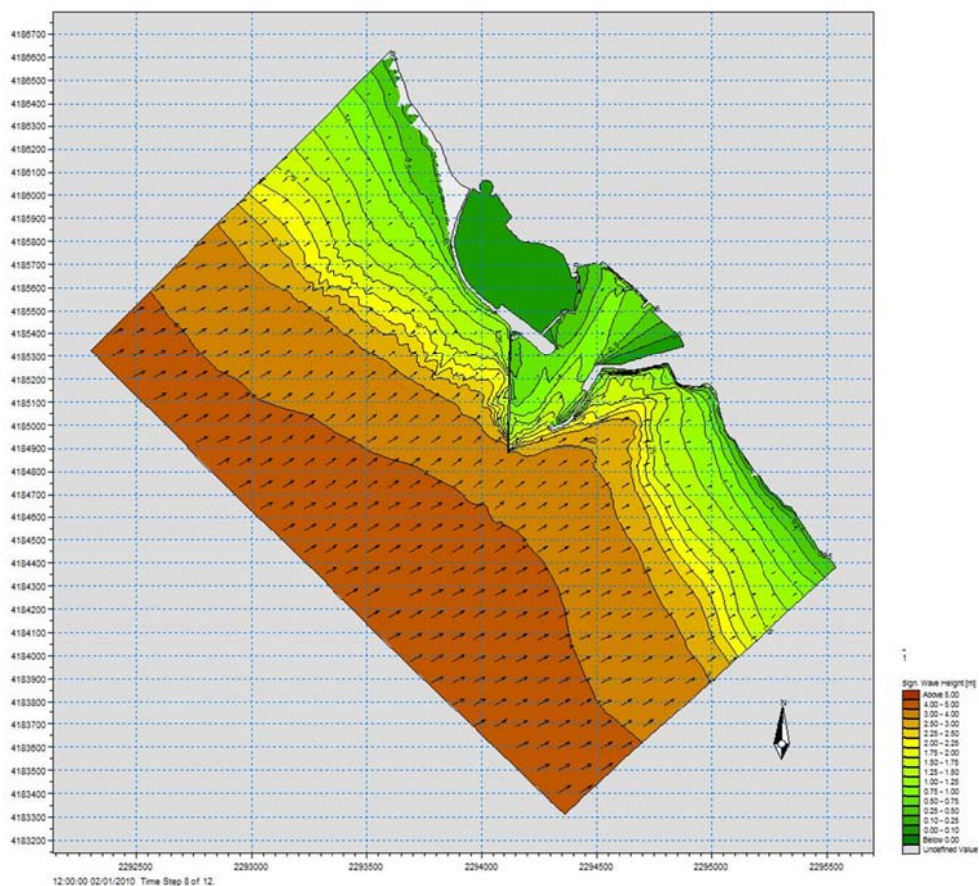 4186700
4186600
4186500
4186400
4186300
4186200
4186100
4186000
4185900
4185800
4185700
4185600
4185500
4185400
4185300
4185200
4185100
4185000
4184900
4184800
4184700
4184600
4184500
4184400
4184300
4184200
4184100
4184000
4183900
4183800
4183700
4183600
4183500
4183400
4183300
4183200
2292500 2293000 2293500 2294000 2294500 2295000 2295500
12:00:00 02/01/2010 Time Step 6 of 12.
N
1
Sign. Wave Height [m]
Above 5.00
4.00 - 5.00
3.00 - 4.00
2.50 - 3.00
2.25 - 2.50
2.00 - 2.25
1.75 - 2.00
1.50 - 1.75
1.25 - 1.50
1.00 - 1.25
0.75 - 1.00
0.50 - 0.75
0.25 - 0.50
0.10 - 0.25
0.00 - 0.10
Below 0.00
Undefined Value